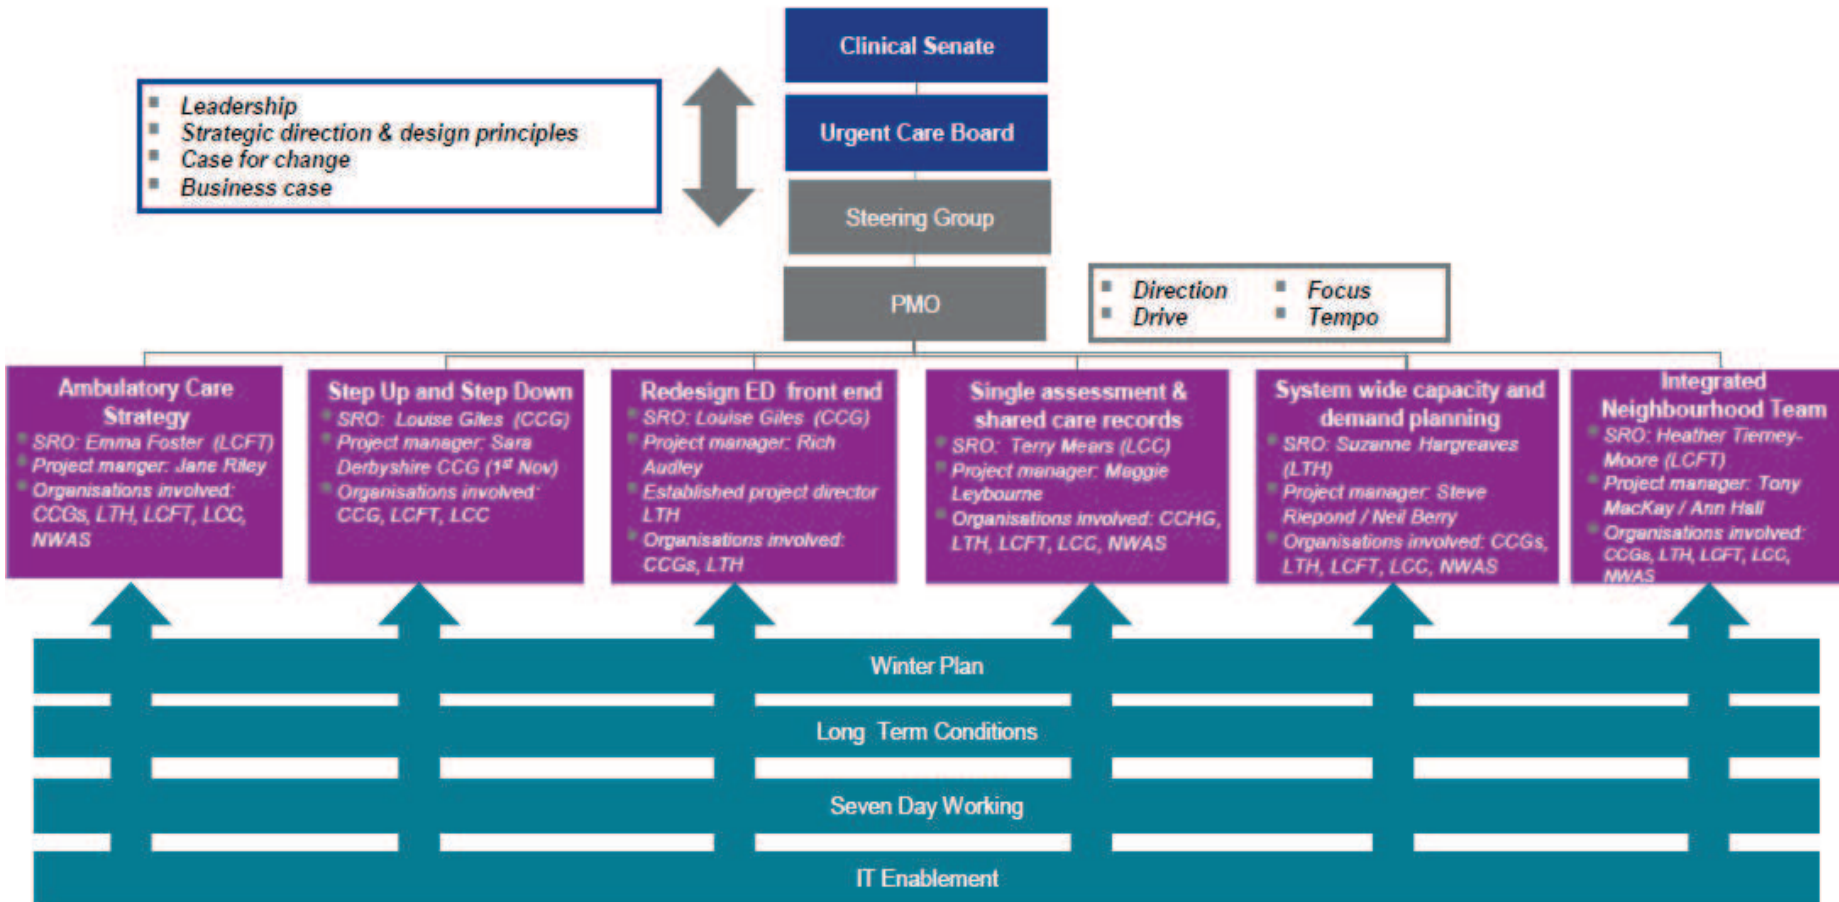 Clinical Senate
Leadership
Strategic direction & design principles
Case for change
Business case
Urgent Care Board
Steering Group
PMO
Direction
Drive
Focus
Tempo
Ambulatory Care
Strategy
SRO: Emma Foster (LCFT)
Project manger: Jane Riley
Organisations involved:
CCGs, LTH, LCFT, LCC,
NWAS
Step Up and Step Down
SRO: Louise Giles (CCG)
Project manager: Sara
Derbyshire CCG (1st Nov)
Organisations involved:
CCG, LCFT, LCC
Redesign ED front end
SRO: Louise Giles (CCG)
Project manager: Rich
Audley
Established project director
LTH
Organisations involved:
CCGs, LTH
Single assessment &
shared care records
SRO: Terry Mears (LCC)
Project manager: Maggie
Leybourne
Organisations involved: CCHG,
LTH, LCFT, LCC, NWAS
System wide capacity and
demand planning
SRO: Suzanne Hargreaves
(LTH)
Project manager: Steve
Riepond / Neil Berry
Organisations involved: CCGs,
LTH, LCFT, LCC, NWAS
Integrated
Neighbourhood Team
SRO: Heather Tierney-
Moore (LCFT)
Project manager: Tony
MacKay / Ann Hall
Organisations involved:
CCGs, LTH, LCFT, LCC,
NWAS
Winter Plan
Long Term Conditions
Seven Day Working
IT Enablement